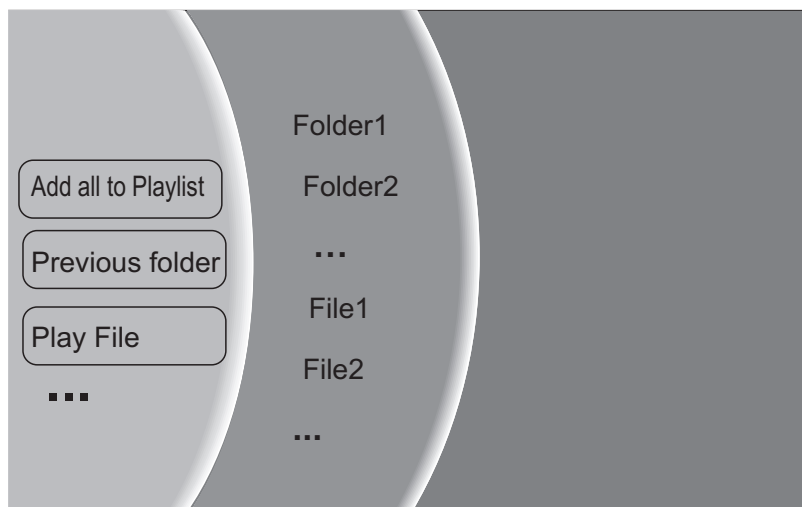 Add all to Playlist
Previous folder
Play File
...
Folder1
Folder2
...
File1
File2
...